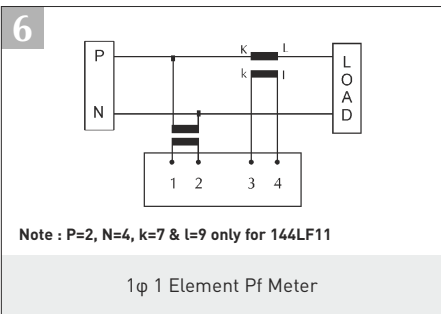 6
P K L L
O
k l A
N D
1 2 3 4
Note : P=2, N=4, k=7 & l=9 only for 144LF11
1φ 1 Element Pf Meter